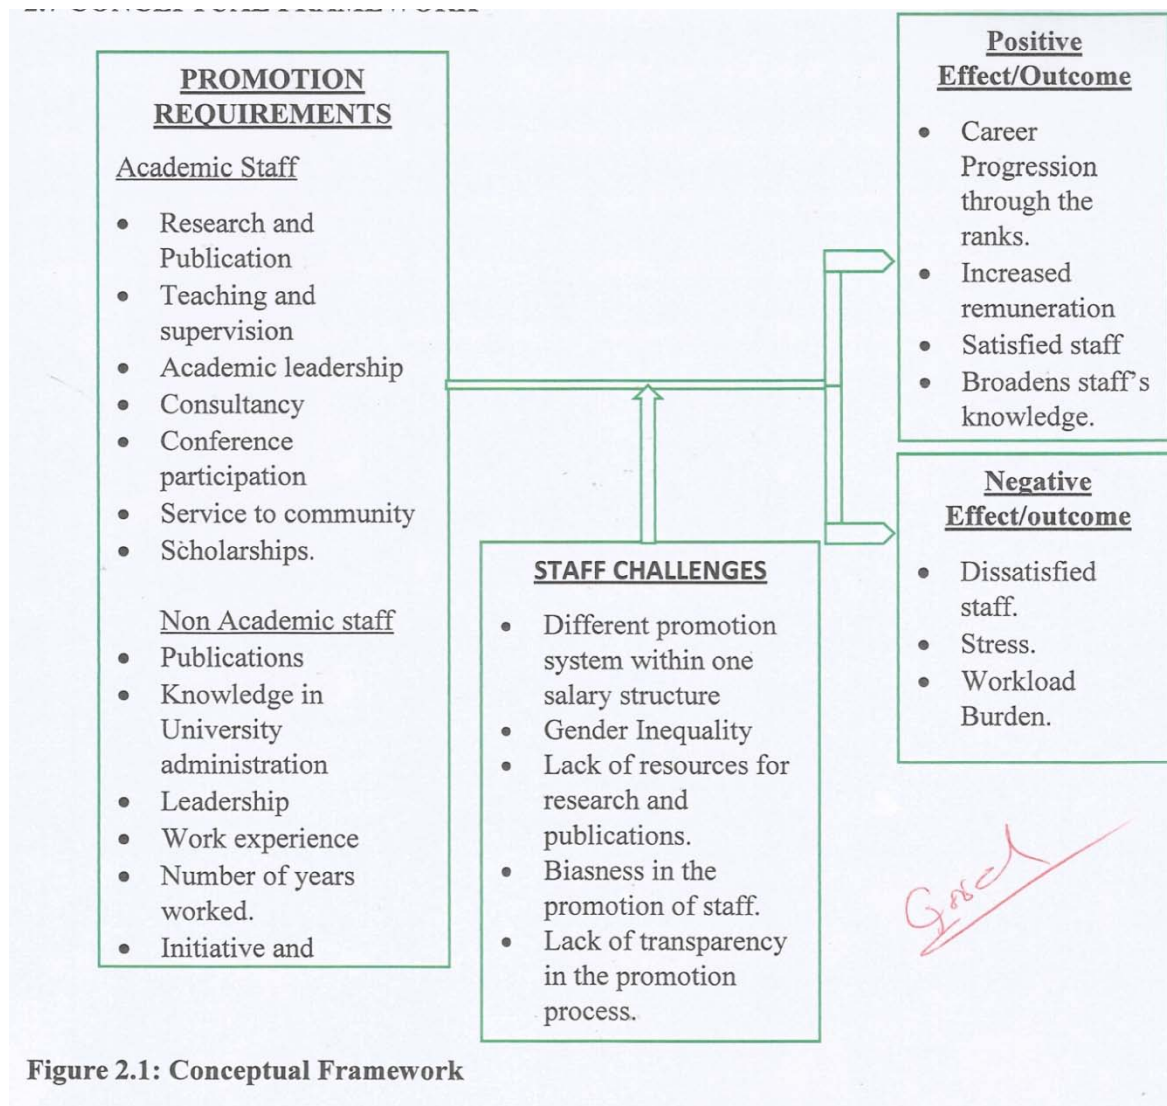 PROMOTION
REQUIREMENTS
Academic Staff
• Research and
Publication
• Teaching and
supervision
• Academic leadership
• Consultancy
• Conference
participation
• Service to community
• Scholarships.
Non Academic staff
• Publications
• Knowledge in
University
administration
• Leadership
• Work experience
• Number of years
worked.
• Initiative and
STAFF CHALLENGES
• Different promotion
system within one
salary structure
• Gender Inequality
• Lack of resources for
research and
publications.
• Biasness in the
promotion of staff.
• Lack of transparency
in the promotion
process.
Positive
Effect/Outcome
• Career
Progression
through the
ranks.
• Increased
remuneration
• Satisfied staff
• Broadens staff's
knowledge.
Negative
Effect/outcome
• Dissatisfied
staff.
• Stress.
• Workload
Burden.
Good
Figure 2.1: Conceptual Framework